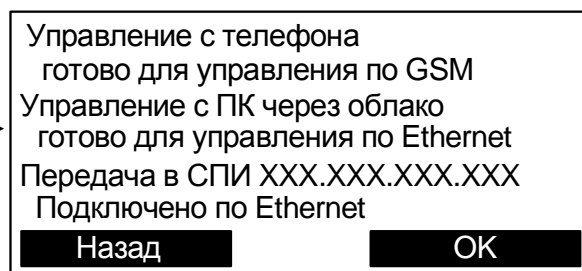 Управление с телефона
готово для управления по GSM
Управление с ПК через облако
готово для управления по Ethernet
Передача в СПИ XXX.XXX.XXX.XXX
Подключено по Ethernet
Назад OK